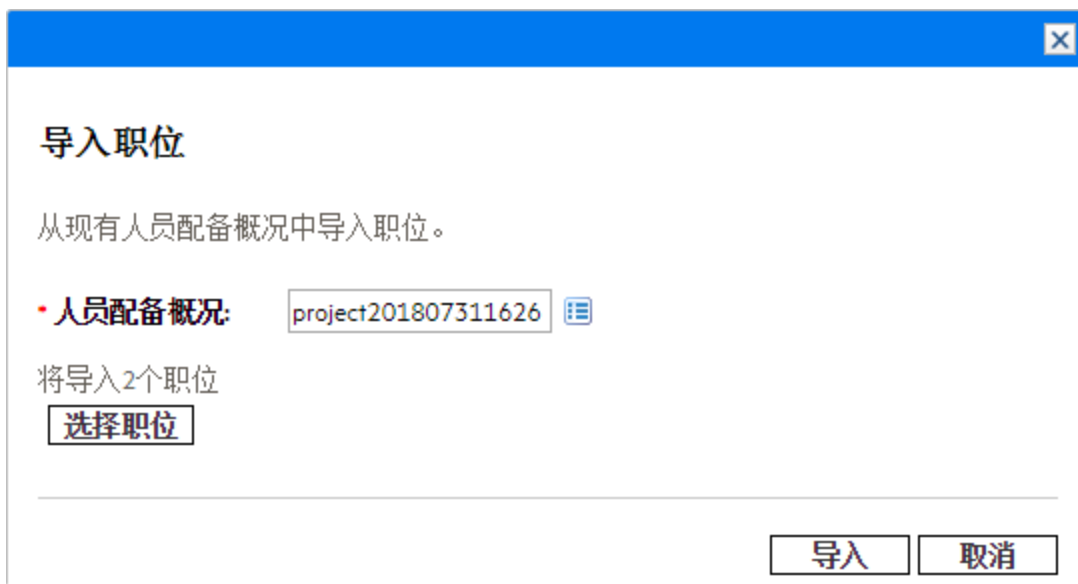 导入职位
从现有人员配备概况中导入职位。
*人员配备概况: project201807311626
将导入2个职位
选择职位
导入 取消